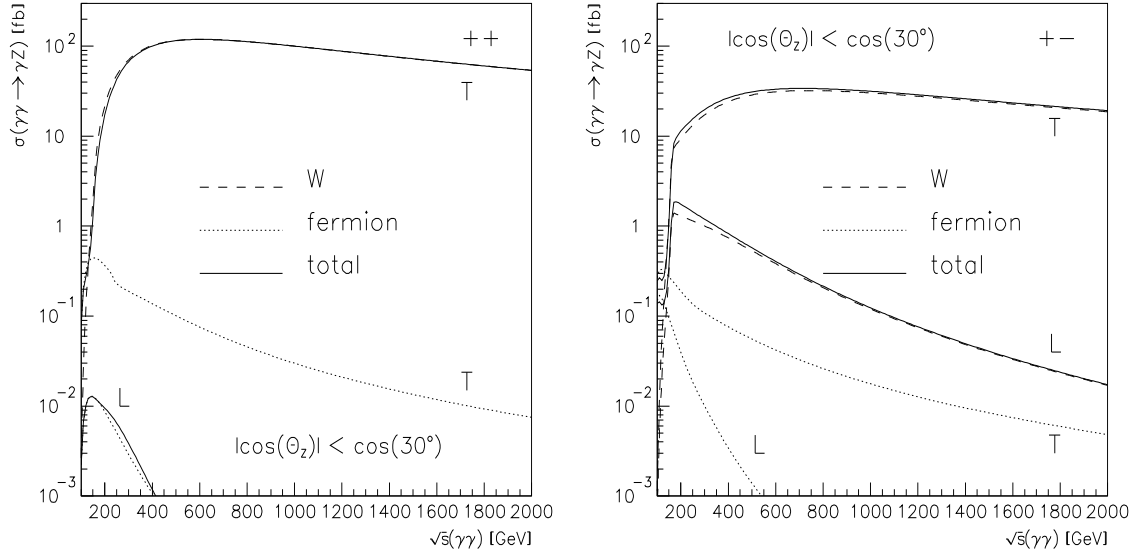 σ(γγ → γZ) [fb]
10²
10
1
10⁻¹
10⁻²
10⁻³
++
T
W
fermion
total
T
L
|cos(Θ_z)| < cos(30°)
200 400 600 800 1000 1200 1400 1600 1800 2000
√s(γγ) [GeV]
σ(γγ → γZ) [fb]
10²
10
1
10⁻¹
10⁻²
10⁻³
|cos(Θ_z)| < cos(30°)
+−
T
W
fermion
total
L
L
T
200 400 600 800 1000 1200 1400 1600 1800 2000
√s(γγ) [GeV]